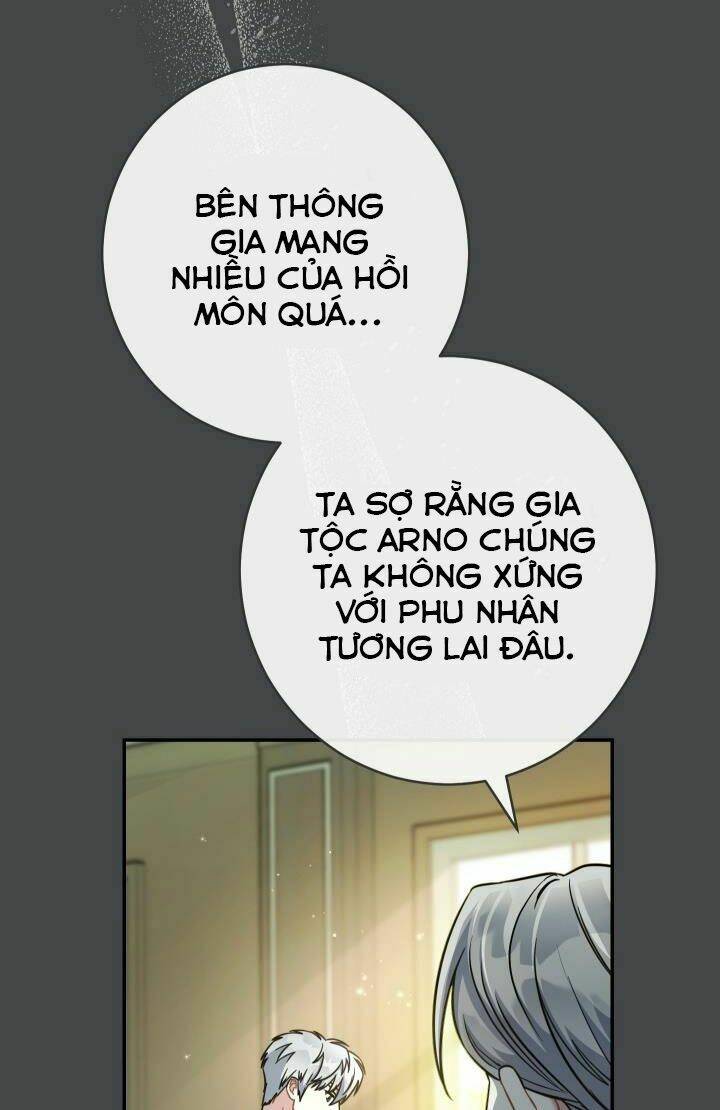 BÊN THÔNG
GIA MANG
NHIỀU CỦA HỒI
MÔN QUÁ...
TA SỢ RẰNG GIA
TỘC ARNO CHÚNG
TA KHÔNG XỨNG
VỚI PHU NHÂN
TƯƠNG LAI ĐÂU.